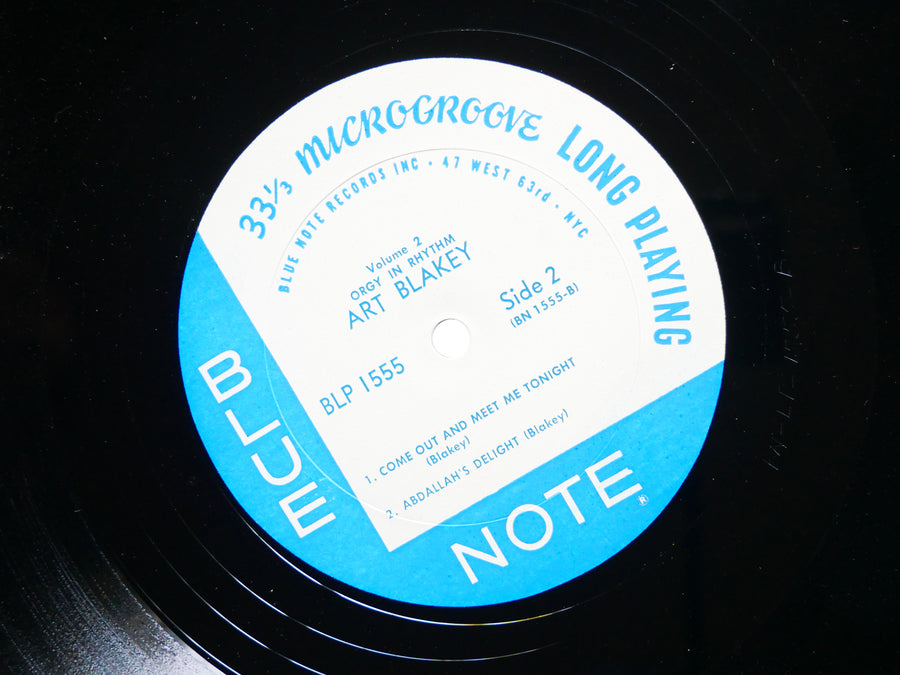 33⅓ MICROGROOVE LONG PLAYING
BLUE NOTE RECORDS INC · 47 WEST 63rd · NYC
Volume 2
ORGY IN RHYTHM
ART BLAKEY
Side 2
(BN 1555-B)
BLP 1555
1. COME OUT AND MEET ME TONIGHT
(Blakey)
2. ABDALLAH'S DELIGHT (Blakey)
BLUE
NOTE®